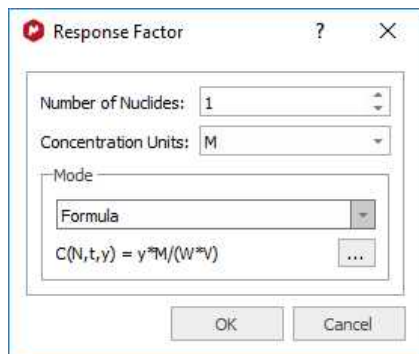 Response Factor ?
Number of Nuclides: 1
Concentration Units: M
Mode
Formula
C(N,t,y) = y*M/(W*V) ...
OK Cancel